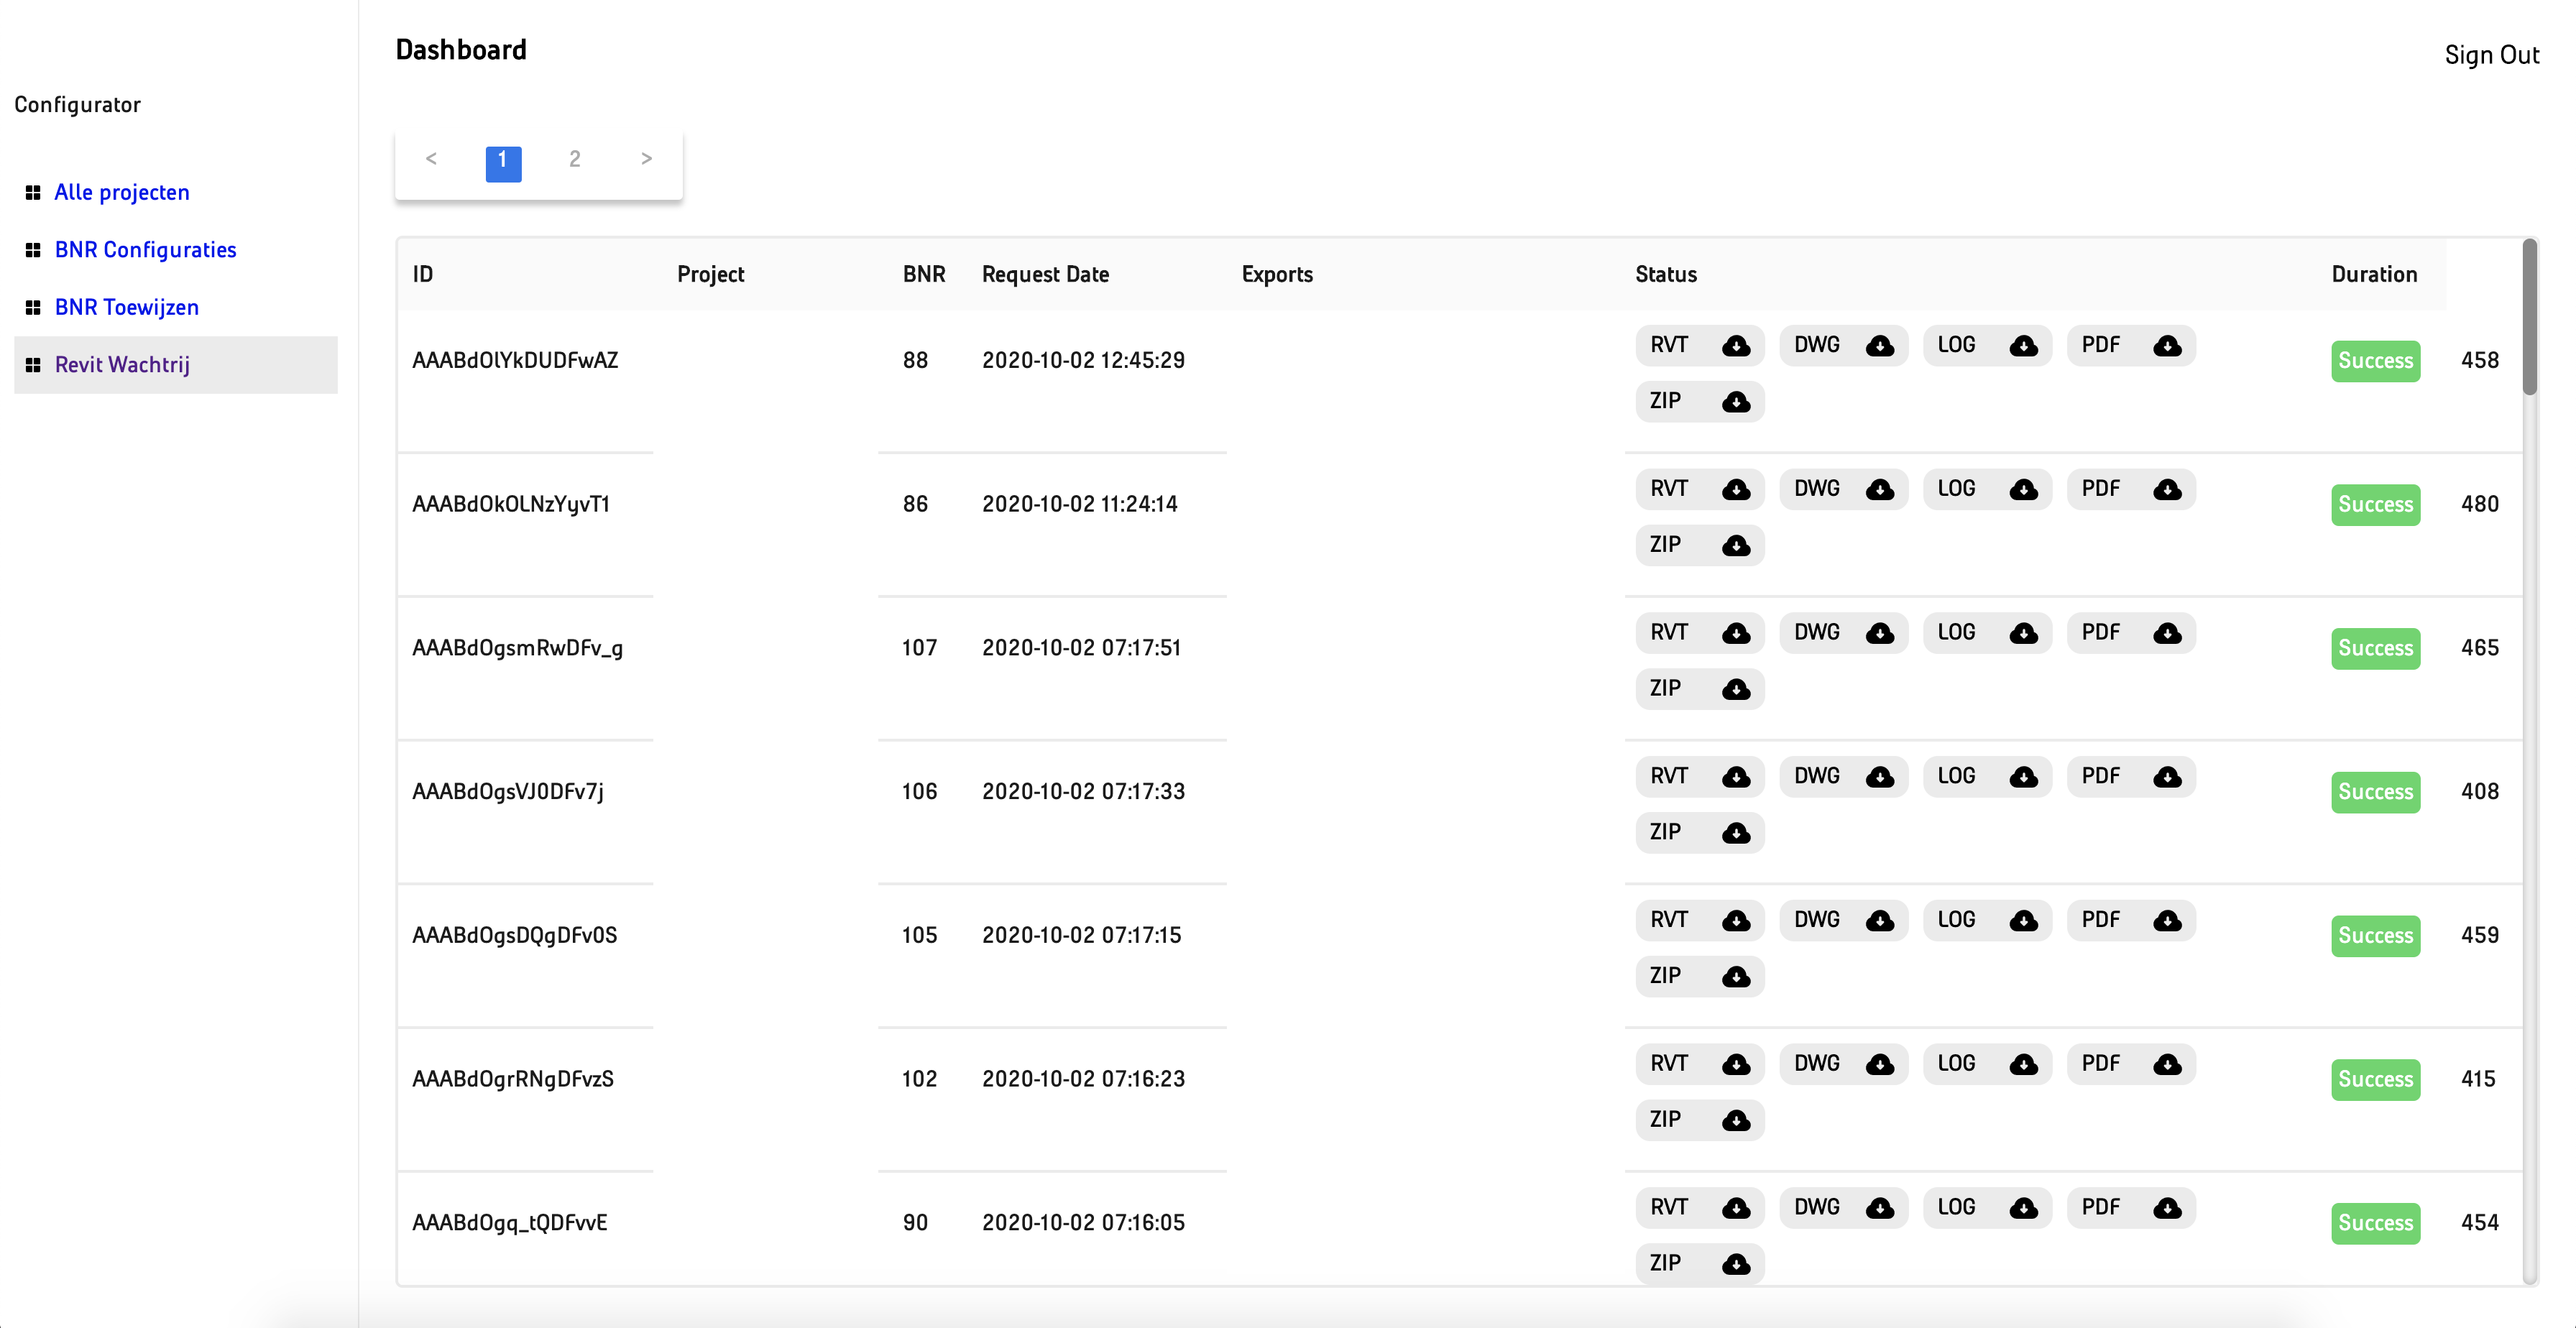 Dashboard
Sign Out
Configurator
< 1 2 >
Alle projecten
BNR Configuraties
BNR Toewijzen
Revit Wachtrij
ID Project BNR Request Date Exports Status Duration
AAABdOlYkDUDFwAZ 88 2020-10-02 12:45:29 RVT DWG LOG PDF Success 458
ZIP
AAABdOkOLNzYyvT1 86 2020-10-02 11:24:14 RVT DWG LOG PDF Success 480
ZIP
AAABdOgsmRwDFv_g 107 2020-10-02 07:17:51 RVT DWG LOG PDF Success 465
ZIP
AAABdOgsVJ0DFv7j 106 2020-10-02 07:17:33 RVT DWG LOG PDF Success 408
ZIP
AAABdOgsDQgDFv0S 105 2020-10-02 07:17:15 RVT DWG LOG PDF Success 459
ZIP
AAABdOgrRNgDFvzS 102 2020-10-02 07:16:23 RVT DWG LOG PDF Success 415
ZIP
AAABdOgq_tQDFvvE 90 2020-10-02 07:16:05 RVT DWG LOG PDF Success 454
ZIP